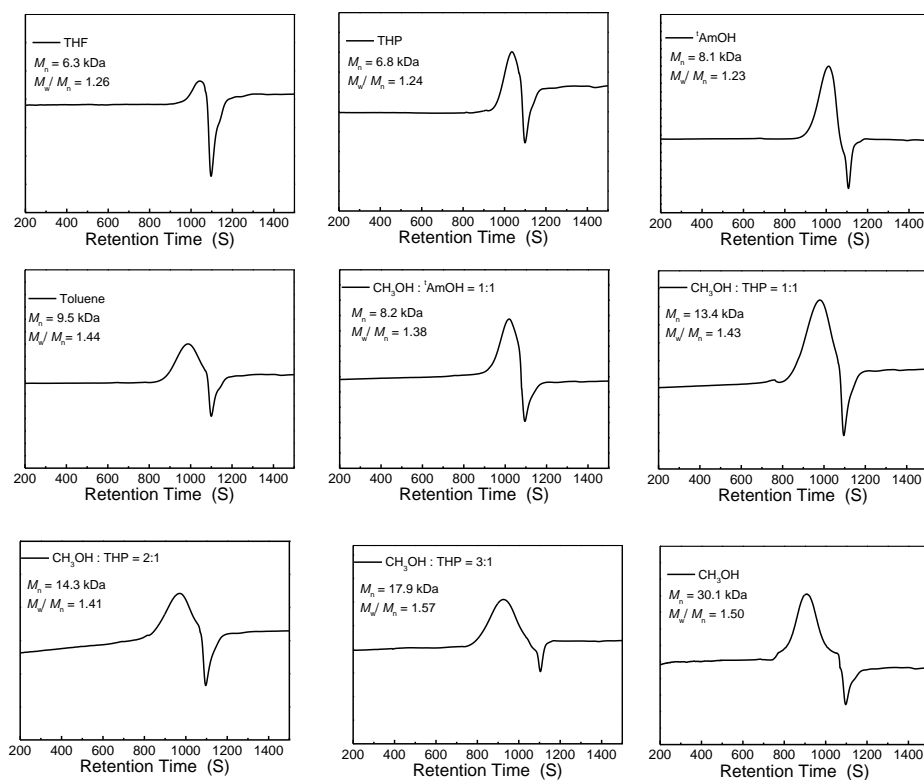 THF
Mn = 6.3 kDa
Mw/ Mn = 1.26
200 400 600 800 1000 1200 1400
Retention Time (S)
THP
Mn = 6.8 kDa
Mw/ Mn = 1.24
200 400 600 800 1000 1200 1400
Retention Time (S)
tAmOH
Mn = 8.1 kDa
Mw/ Mn = 1.23
200 400 600 800 1000 1200 1400
Retention Time (S)
Toluene
Mn = 9.5 kDa
Mw/ Mn= 1.44
200 400 600 800 1000 1200 1400
Retention Time (S)
CH3OH : tAmOH = 1:1
Mn = 8.2 kDa
Mw/ Mn = 1.38
200 400 600 800 1000 1200 1400
Retention Time (S)
CH3OH : THP = 1:1
Mn = 13.4 kDa
Mw/ Mn = 1.43
200 400 600 800 1000 1200 1400
Retention Time (S)
CH3OH : THP = 2:1
Mn = 14.3 kDa
Mw/ Mn = 1.41
200 400 600 800 1000 1200 1400
Retention Time (S)
CH3OH : THP = 3:1
Mn = 17.9 kDa
Mw/ Mn = 1.57
200 400 600 800 1000 1200 1400
Retention Time (S)
CH3OH
Mn = 30.1 kDa
Mw/ Mn = 1.50
200 400 600 800 1000 1200 1400
Retention Time (S)